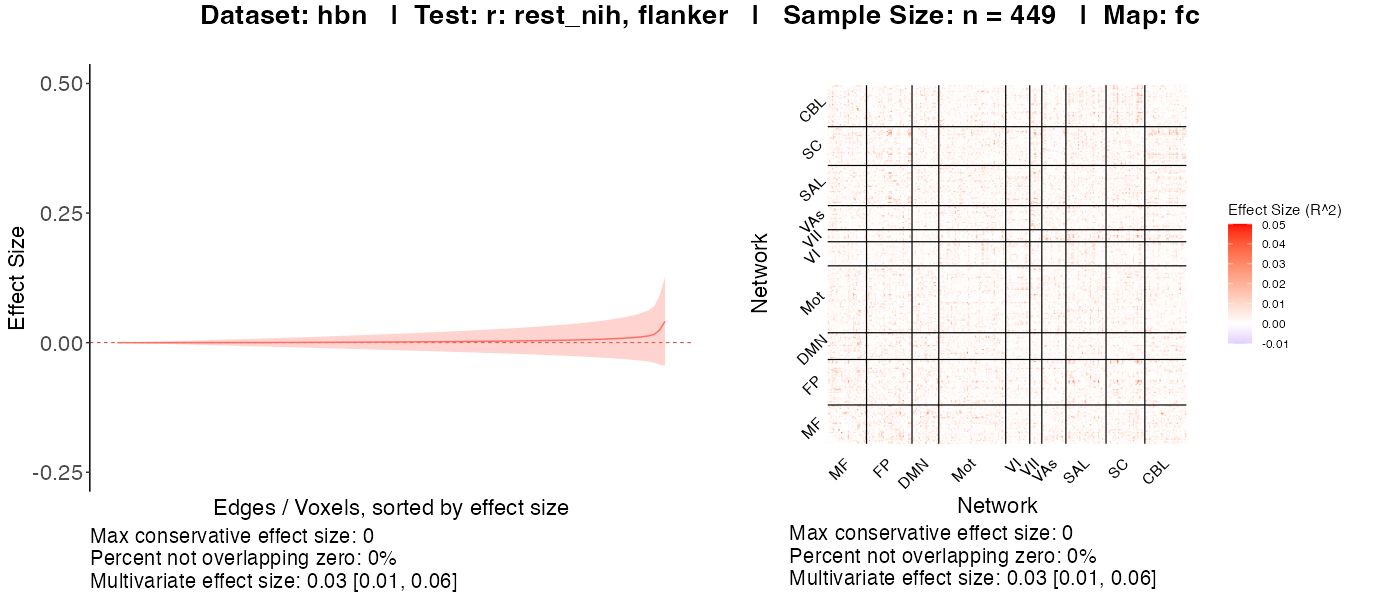 Dataset: hbn | Test: r: rest_nih, flanker | Sample Size: n = 449 | Map: fc
0.50
0.25
0.00
-0.25
Effect Size
Edges / Voxels, sorted by effect size
Max conservative effect size: 0
Percent not overlapping zero: 0%
Multivariate effect size: 0.03 [0.01, 0.06]
Network
CBL
SC
SAL
VAs
VII
VI
Mot
DMN
FP
MF
MF
FP
DMN
Mot
VI
VII
VAs
SAL
SC
CBL
Network
Max conservative effect size: 0
Percent not overlapping zero: 0%
Multivariate effect size: 0.03 [0.01, 0.06]
Effect Size (R^2)
0.05
0.04
0.03
0.02
0.01
0.00
-0.01